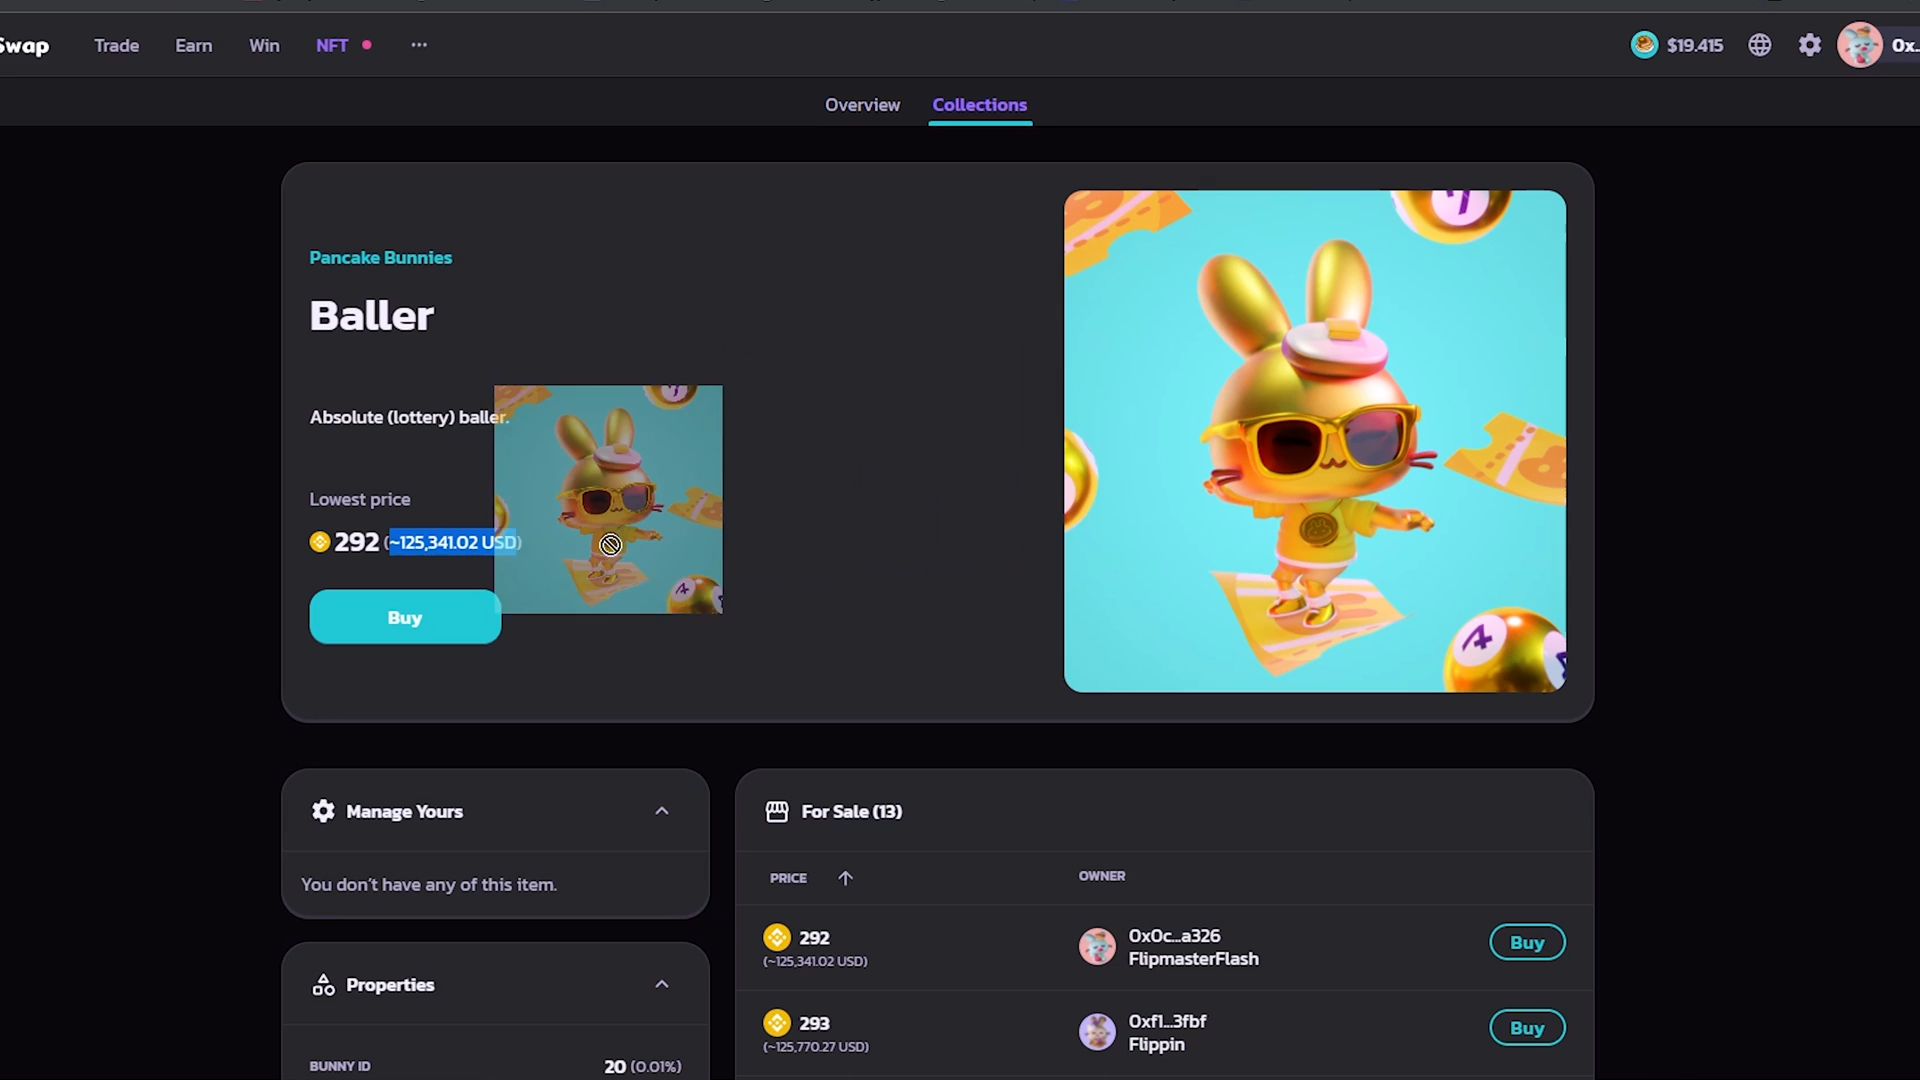 Swap Trade Earn Win NFT ... $19.415 0x...
Overview Collections
Pancake Bunnies
Baller
Absolute (lottery) baller.
Lowest price
292 (~125,341.02 USD)
Buy
7
4
4
Manage Yours
You don't have any of this item.
Properties
BUNNY ID 20 (0.01%)
For Sale (13)
PRICE OWNER
292 0x0c...a326
(~125,341.02 USD) FlipmasterFlash Buy
293 0xf1...3fbf
(~125,770.27 USD) Flippin Buy